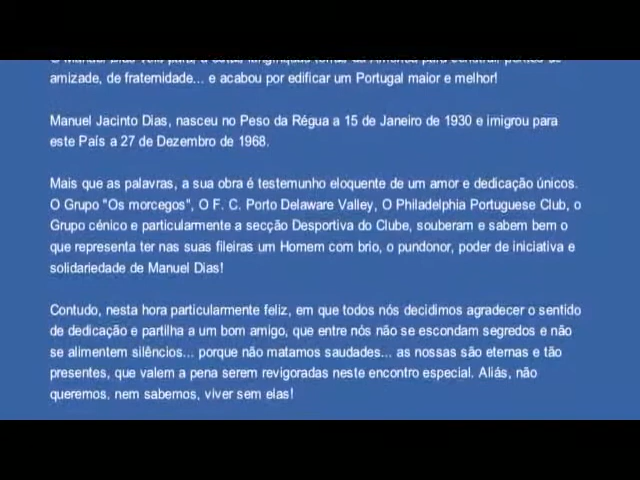 amizade, de fraternidade... e acabou por edificar um Portugal maior e melhor!
Manuel Jacinto Dias, nasceu no Peso da Régua a 15 de Janeiro de 1930 e imigrou para
este País a 27 de Dezembro de 1968.
Mais que as palavras, a sua obra é testemunho eloquente de um amor e dedicação únicos.
O Grupo "Os morcegos", O F. C. Porto Delaware Valley, O Philadelphia Portuguese Club, o
Grupo cénico e particularmente a secção Desportiva do Clube, souberam e sabem bem o
que representa ter nas suas fileiras um Homem com brio, o pundonor, poder de iniciativa e
solidariedade de Manuel Dias!
Contudo, nesta hora particularmente feliz, em que todos nós decidimos agradecer o sentido
de dedicação e partilha a um bom amigo, que entre nós não se escondam segredos e não
se alimentem silêncios... porque não matamos saudades... as nossas são eternas e tão
presentes, que valem a pena serem revigoradas neste encontro especial. Aliás, não
queremos, nem sabemos, viver sem elas!